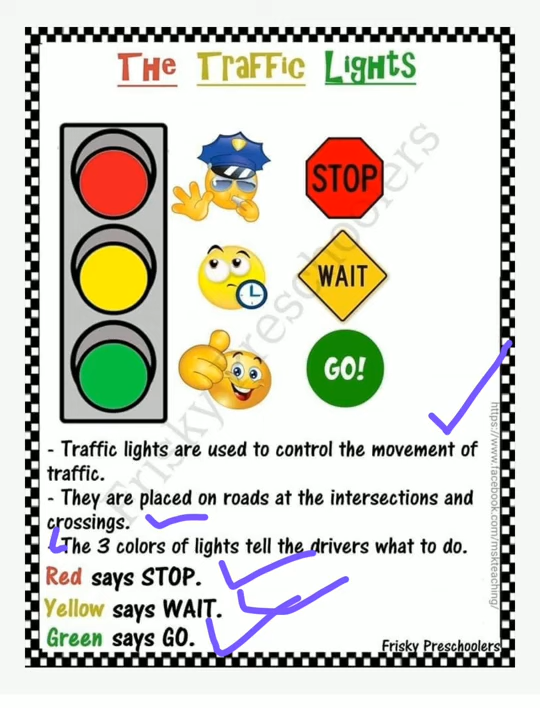 The Traffic Lights
STOP
WAIT
GO!
- Traffic lights are used to control the movement of
traffic.
- They are placed on roads at the intersections and
crossings.
The 3 colors of lights tell the drivers what to do.
Red says STOP.
Yellow says WAIT.
Green says GO.
Frisky Preschoolers
https://www.facebook.com/mskteaching/
Frisky Preschoolers